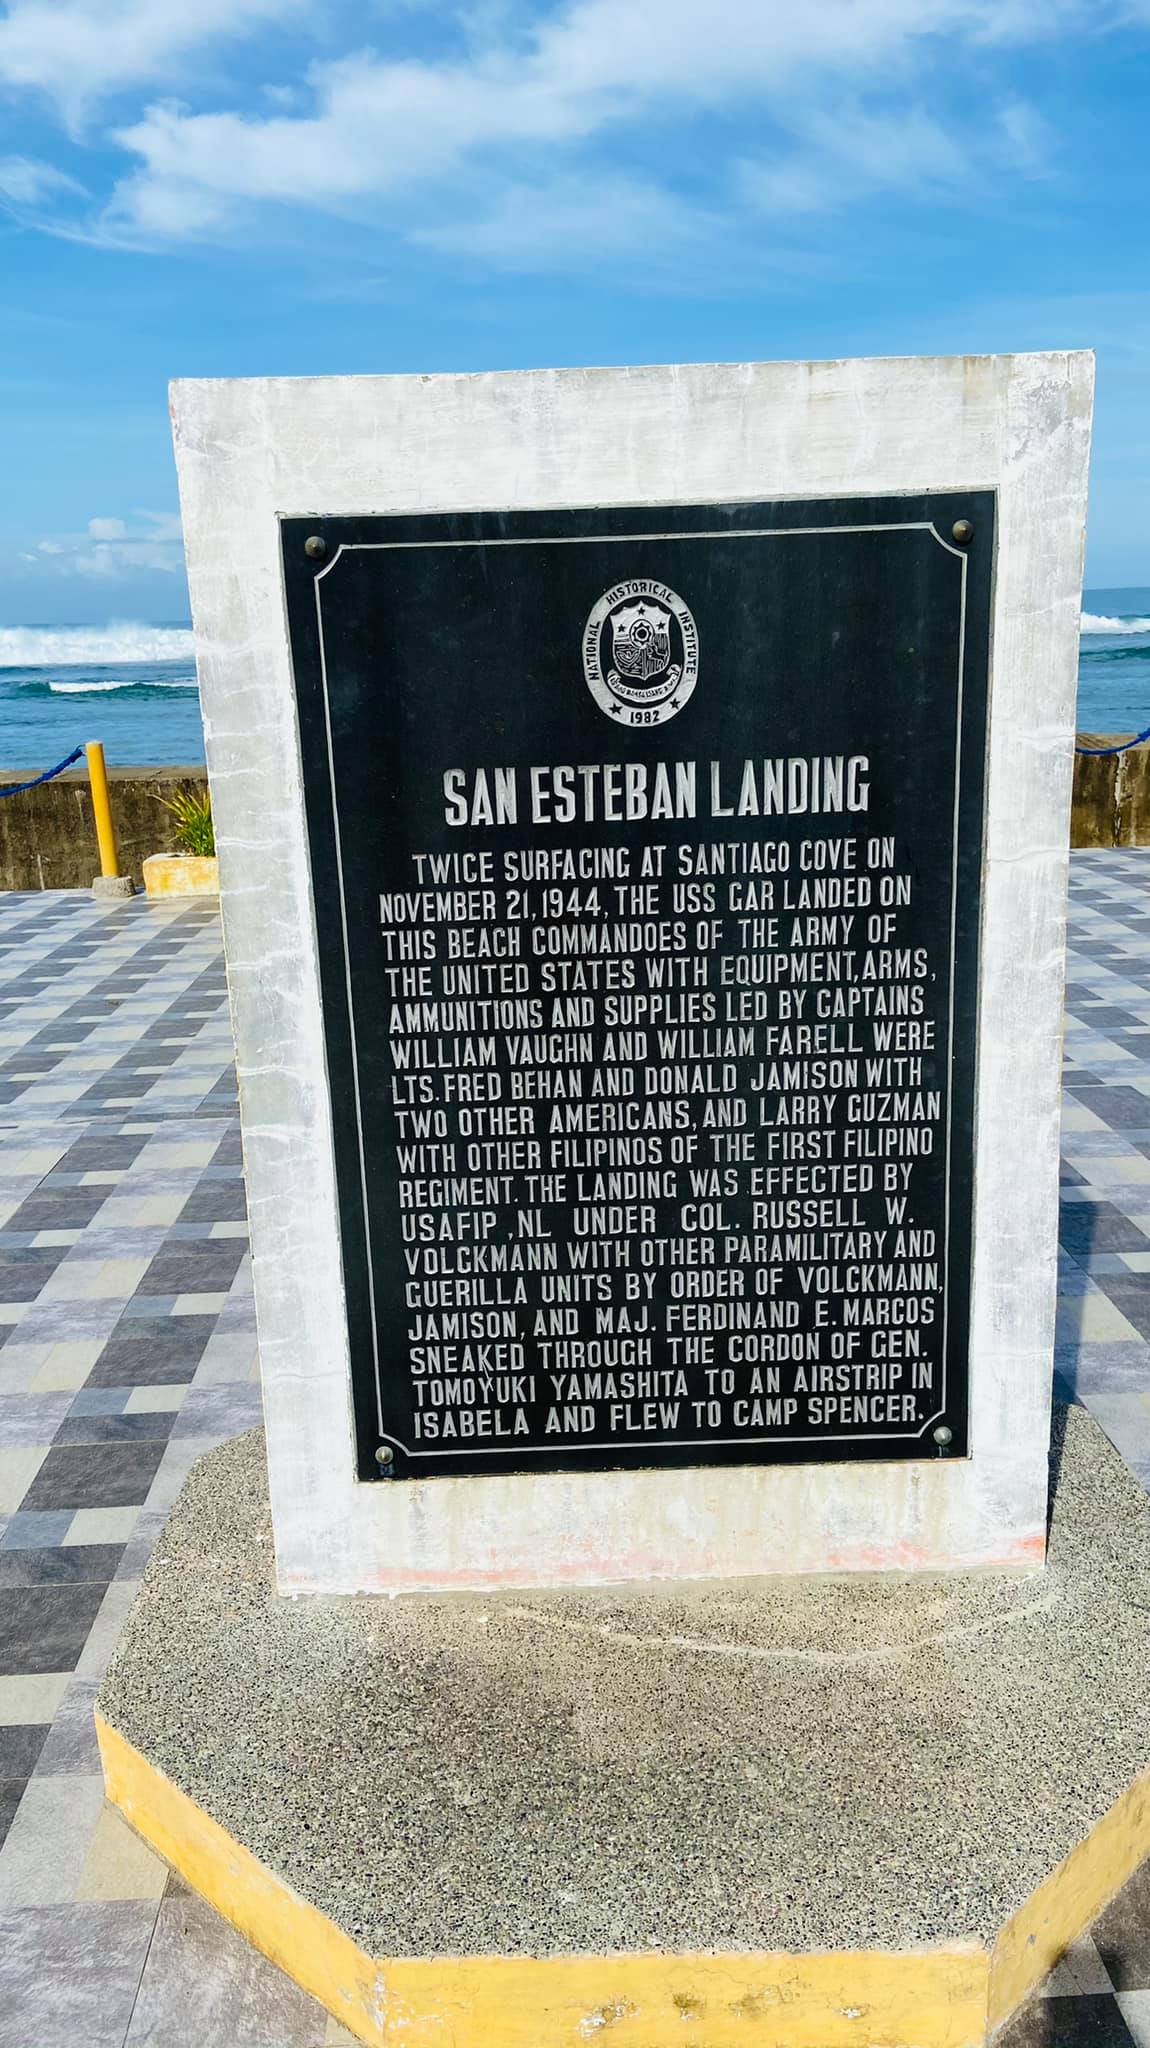 NATIONAL HISTORICAL INSTITUTE
1982
SAN ESTEBAN LANDING
TWICE SURFACING AT SANTIAGO COVE ON
NOVEMBER 21, 1944, THE USS GAR LANDED ON
THIS BEACH COMMANDOES OF THE ARMY OF
THE UNITED STATES WITH EQUIPMENT, ARMS,
AMMUNITIONS AND SUPPLIES LED BY CAPTAINS
WILLIAM VAUGHN AND WILLIAM FARELL WERE
LTS. FRED BEHAN AND DONALD JAMISON WITH
TWO OTHER AMERICANS, AND LARRY GUZMAN
WITH OTHER FILIPINOS OF THE FIRST FILIPINO
REGIMENT. THE LANDING WAS EFFECTED BY
USAFIP, NL UNDER COL. RUSSELL W.
VOLCKMANN WITH OTHER PARAMILITARY AND
GUERILLA UNITS BY ORDER OF VOLCKMANN,
JAMISON, AND MAJ. FERDINAND E. MARCOS
SNEAKED THROUGH THE CORDON OF GEN.
TOMOYUKI YAMASHITA TO AN AIRSTRIP IN
ISABELA AND FLEW TO CAMP SPENCER.